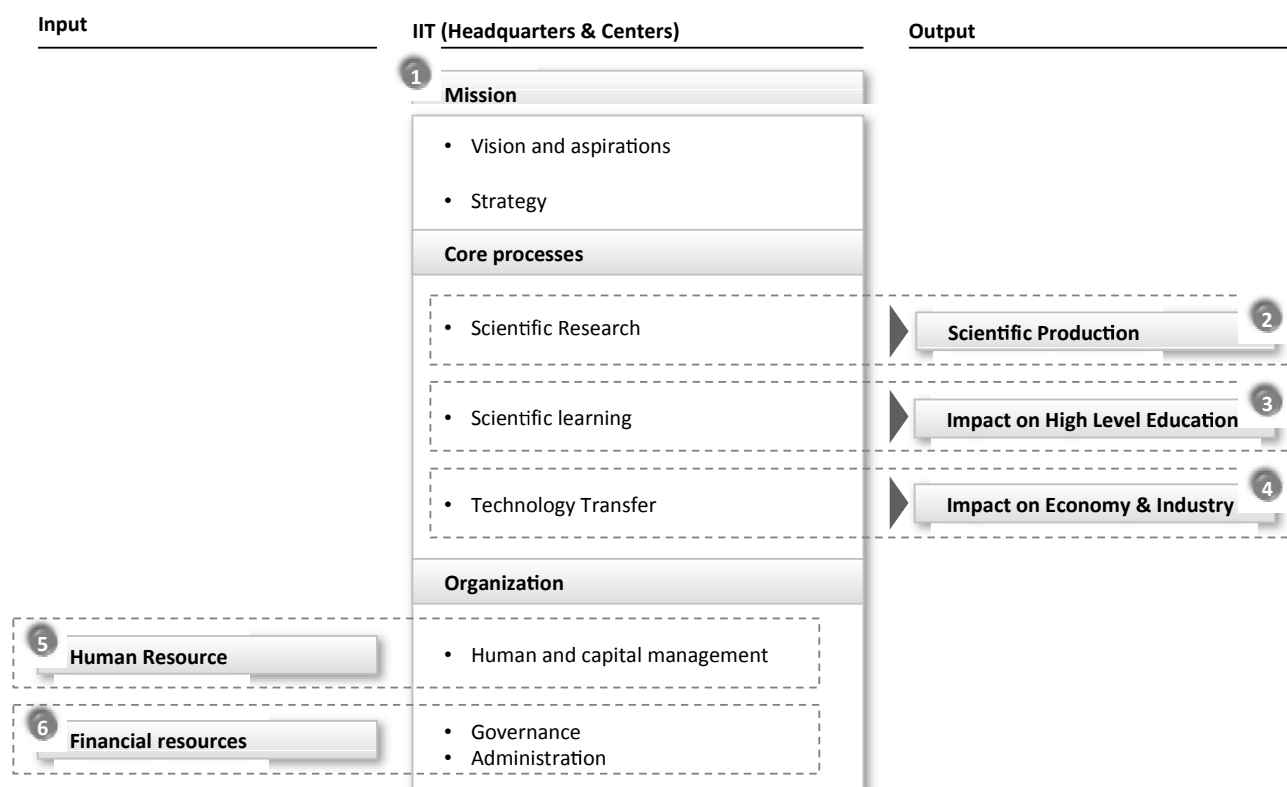 Input
IIT (Headquarters & Centers)
Output
1
Mission
• Vision and aspirations
• Strategy
Core processes
• Scientific Research
2
Scientific Production
• Scientific learning
3
Impact on High Level Education
• Technology Transfer
4
Impact on Economy & Industry
Organization
5
Human Resource
• Human and capital management
6
Financial resources
• Governance
• Administration